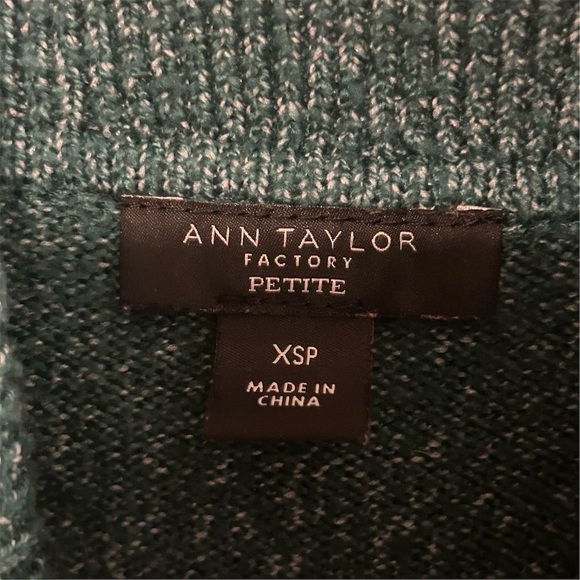 ANN TAYLOR
FACTORY
PETITE
XSP
MADE IN
CHINA